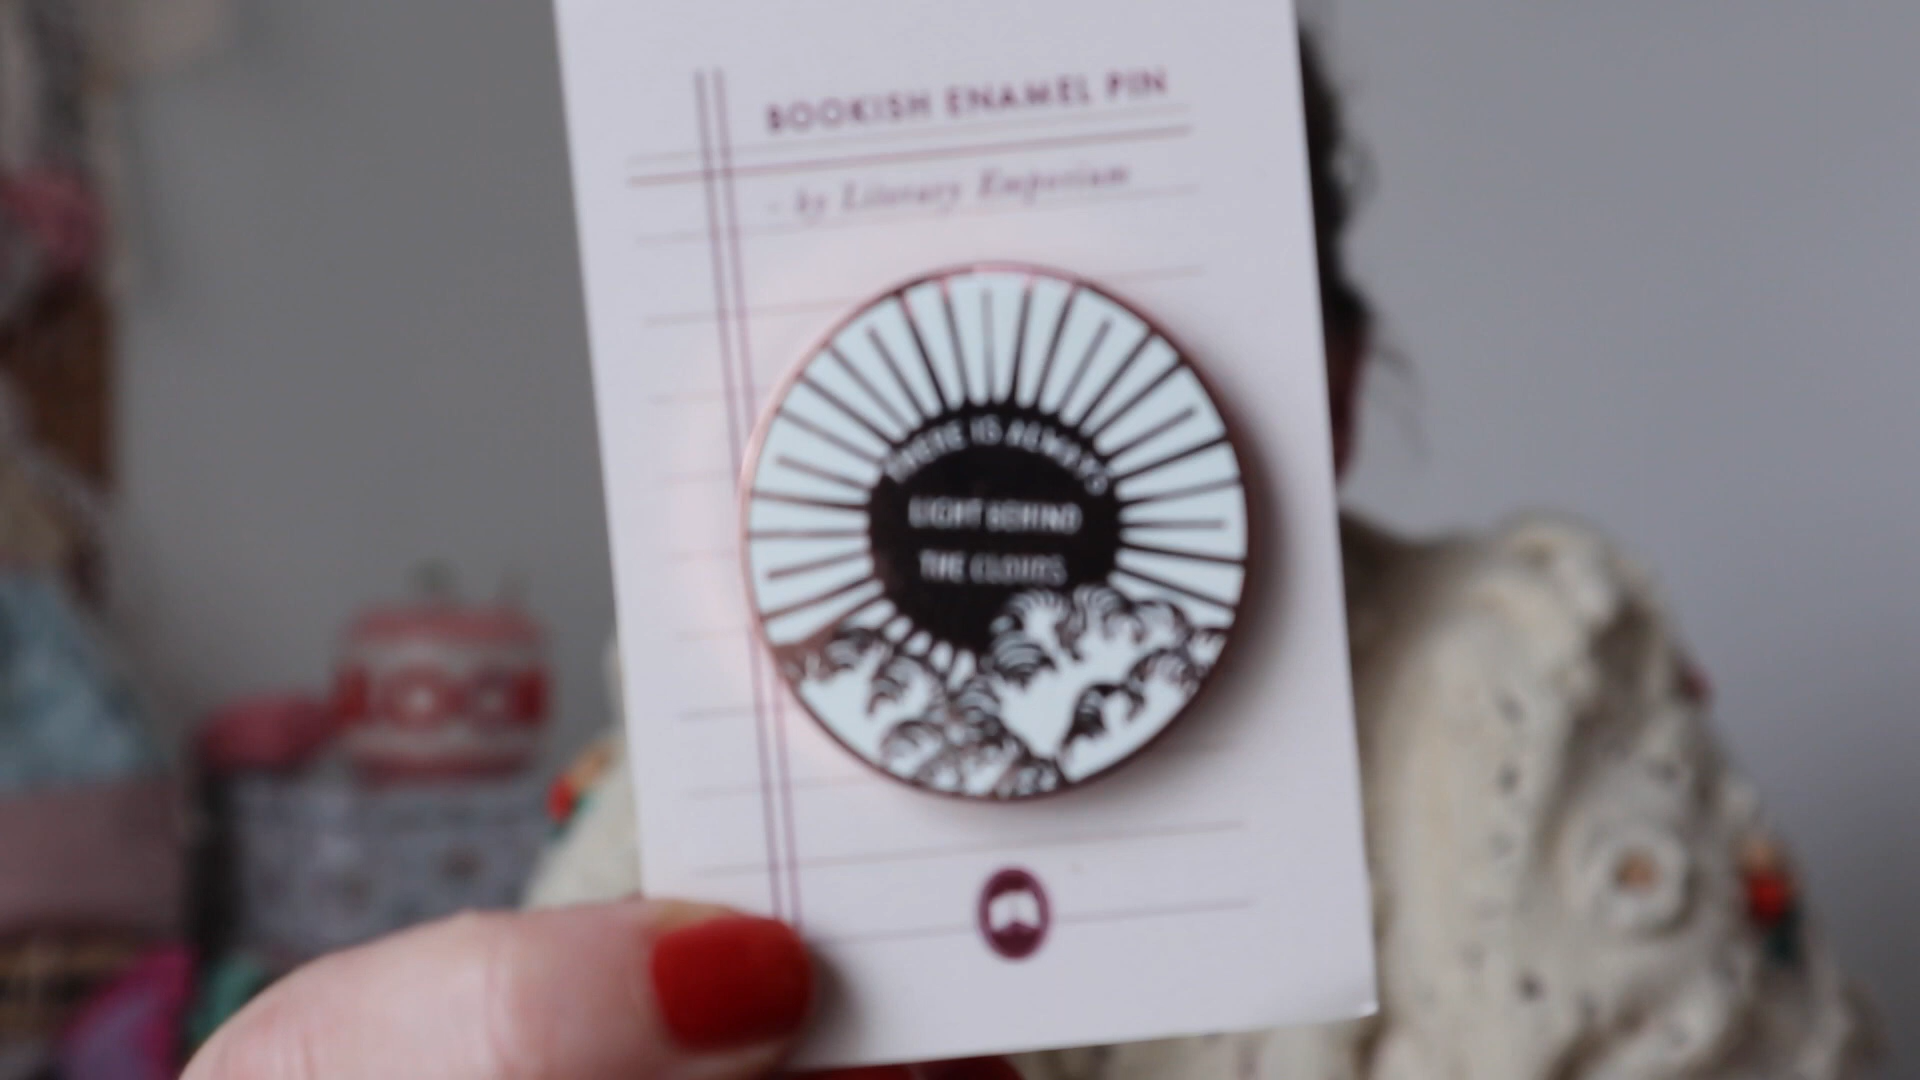 BOOKISH ENAMEL PIN
- by Literary Emporium
THERE IS ALWAYS
LIGHT BEHIND
THE CLOUDS